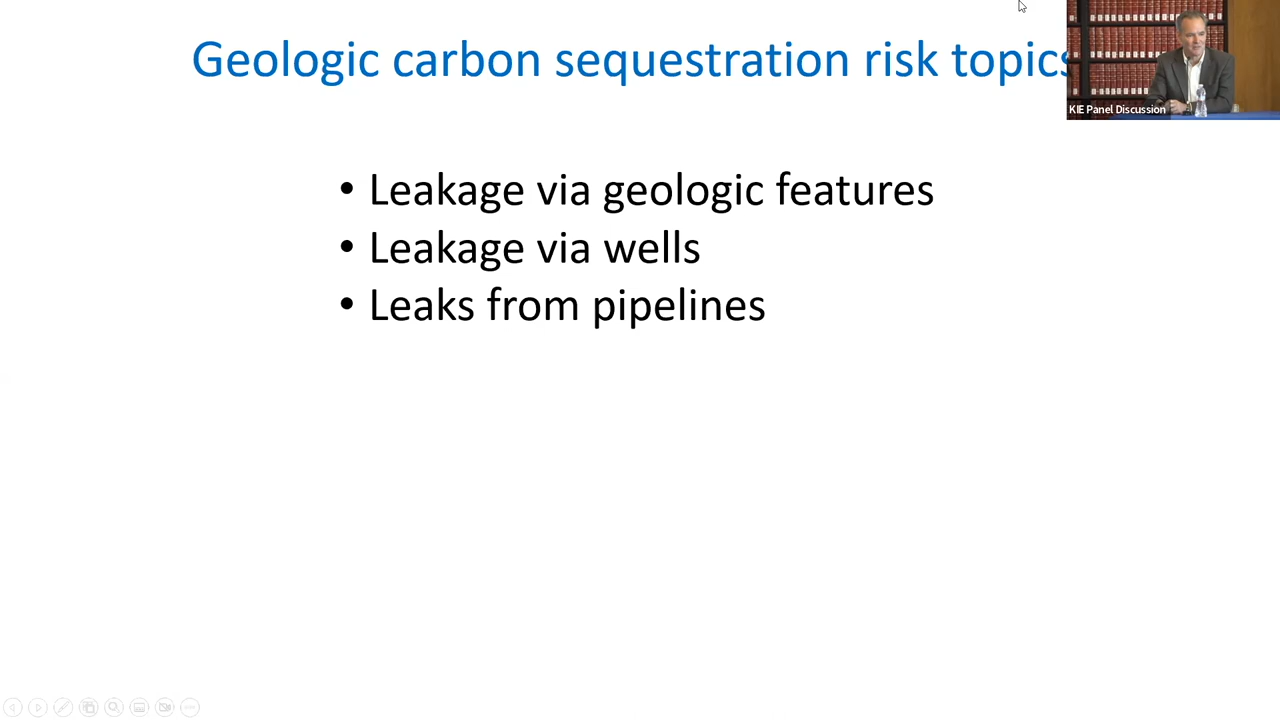 Geologic carbon sequestration risk topics
KIE Panel Discussion
• Leakage via geologic features
• Leakage via wells
• Leaks from pipelines